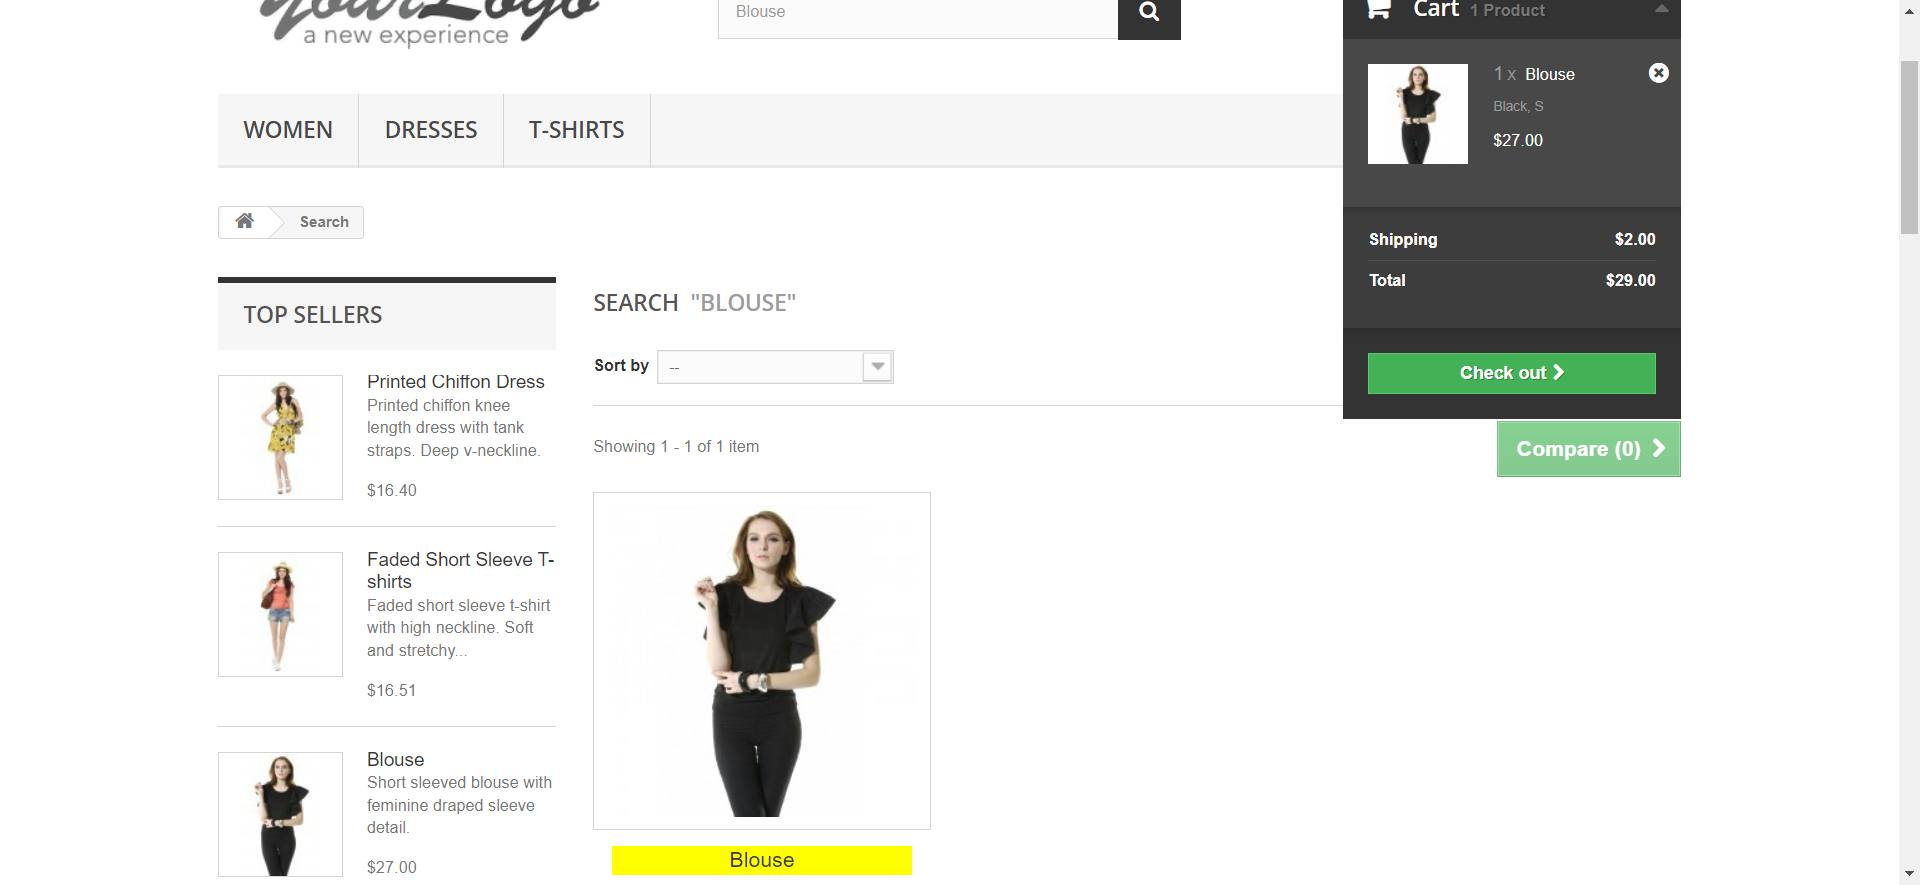 YourLogo
a new experience
Blouse
Cart 1 Product
1 x Blouse
Black, S
$27.00
Shipping $2.00
Total $29.00
Check out
WOMEN DRESSES T-SHIRTS
Search
TOP SELLERS
Printed Chiffon Dress
Printed chiffon knee
length dress with tank
straps. Deep v-neckline.
$16.40
Faded Short Sleeve T-
shirts
Faded short sleeve t-shirt
with high neckline. Soft
and stretchy...
$16.51
Blouse
Short sleeved blouse with
feminine draped sleeve
detail.
$27.00
SEARCH "BLOUSE"
Sort by --
Showing 1 - 1 of 1 item
Compare (0)
Blouse